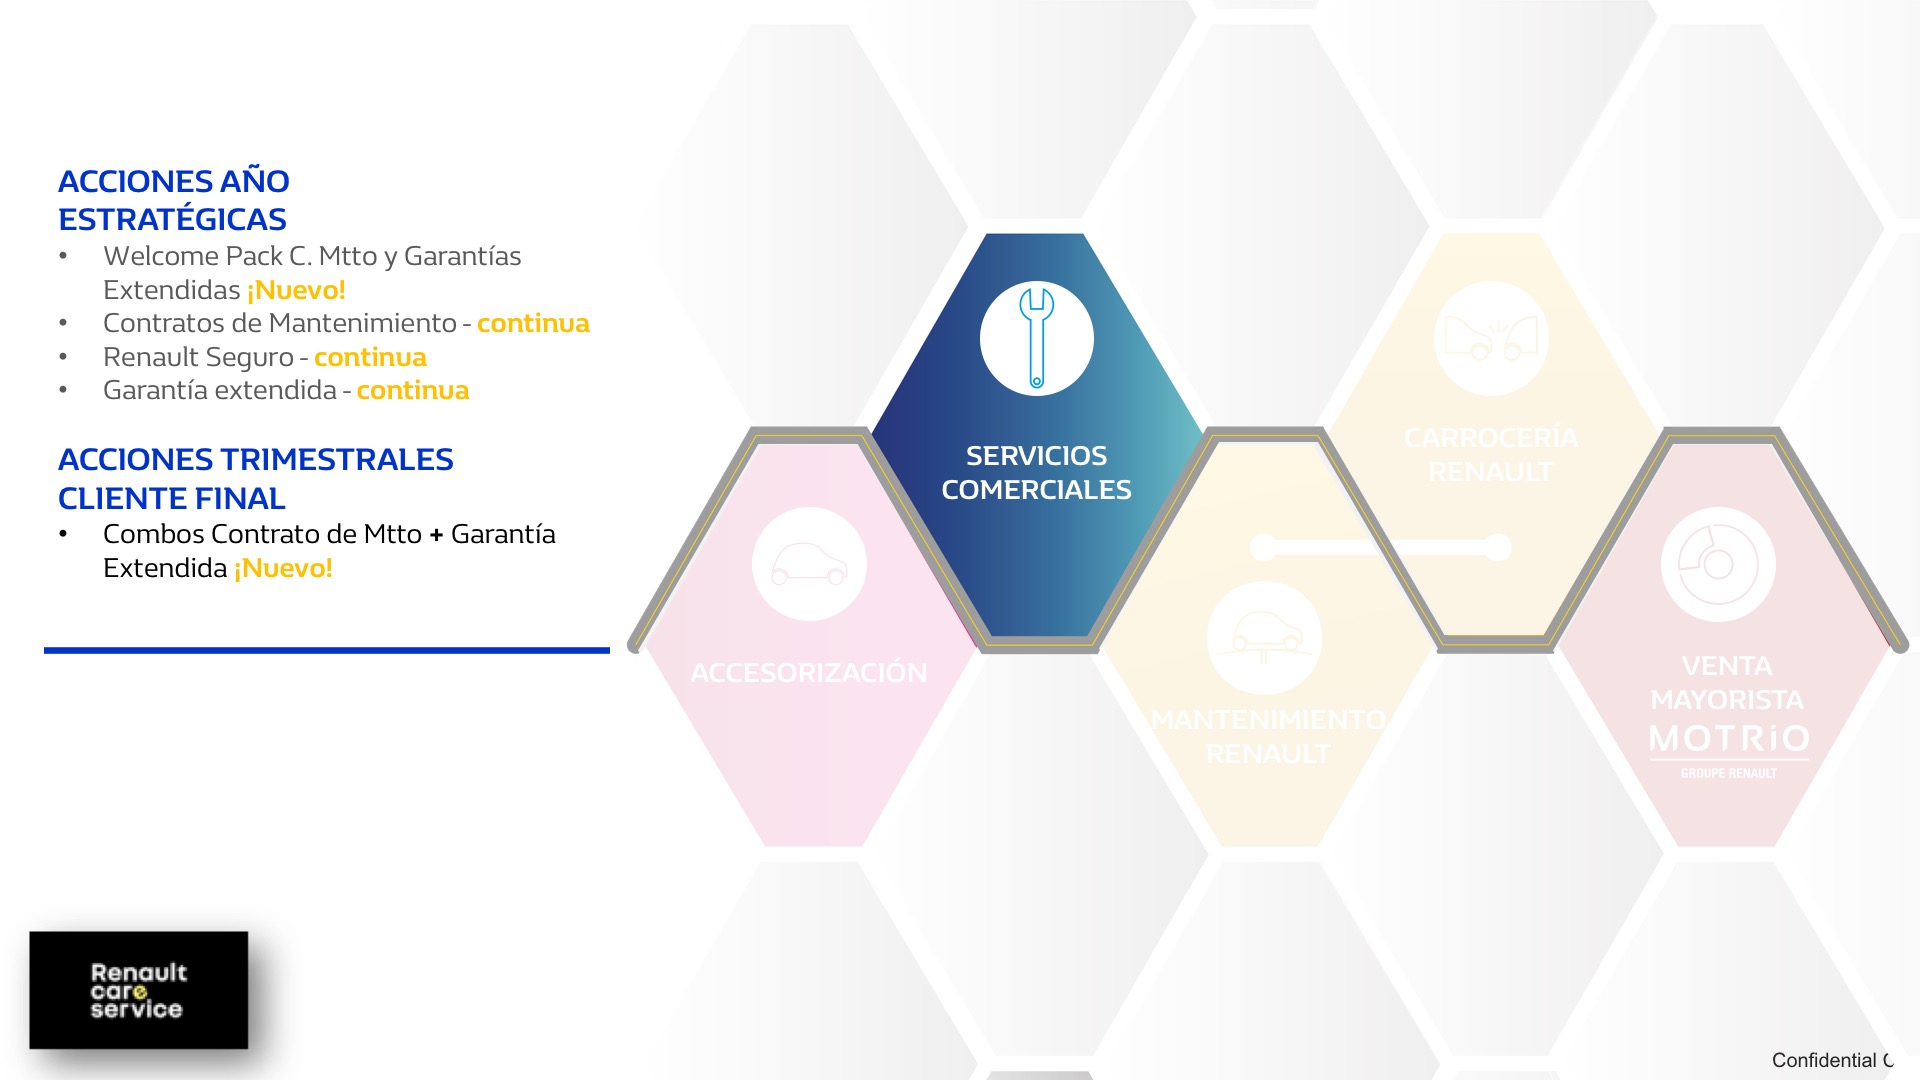 ACCIONES AÑO
ESTRATÉGICAS
• Welcome Pack C. Mtto y Garantías
Extendidas ¡Nuevo!
• Contratos de Mantenimiento - continua
• Renault Seguro - continua
• Garantía extendida - continua
ACCIONES TRIMESTRALES
CLIENTE FINAL
• Combos Contrato de Mtto + Garantía
Extendida ¡Nuevo!
SERVICIOS
COMERCIALES
CARROCERÍA
RENAULT
ACCESORIZACIÓN
MANTENIMIENTO
RENAULT
VENTA
MAYORISTA
MOTRiO
GROUPE RENAULT
Renault
care
service
Confidential C